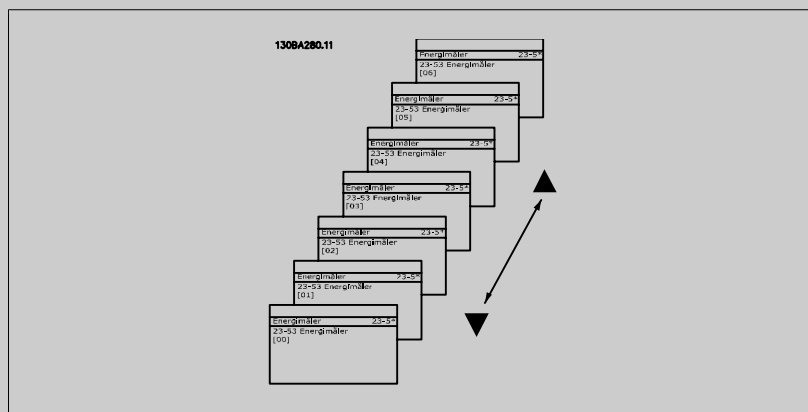 130BA280.11
Energimåler 23-5*
23-53 Energimåler
[06]
Energimåler 23-5*
23-53 Energimåler
[05]
Energimåler 23-5*
23-53 Energimåler
[04]
Energimåler 23-5*
23-53 Energimåler
[03]
Energimåler 23-5*
23-53 Energimåler
[02]
Energimåler 23-5*
23-53 Energimåler
[01]
Energimåler 23-5*
23-53 Energimåler
[00]